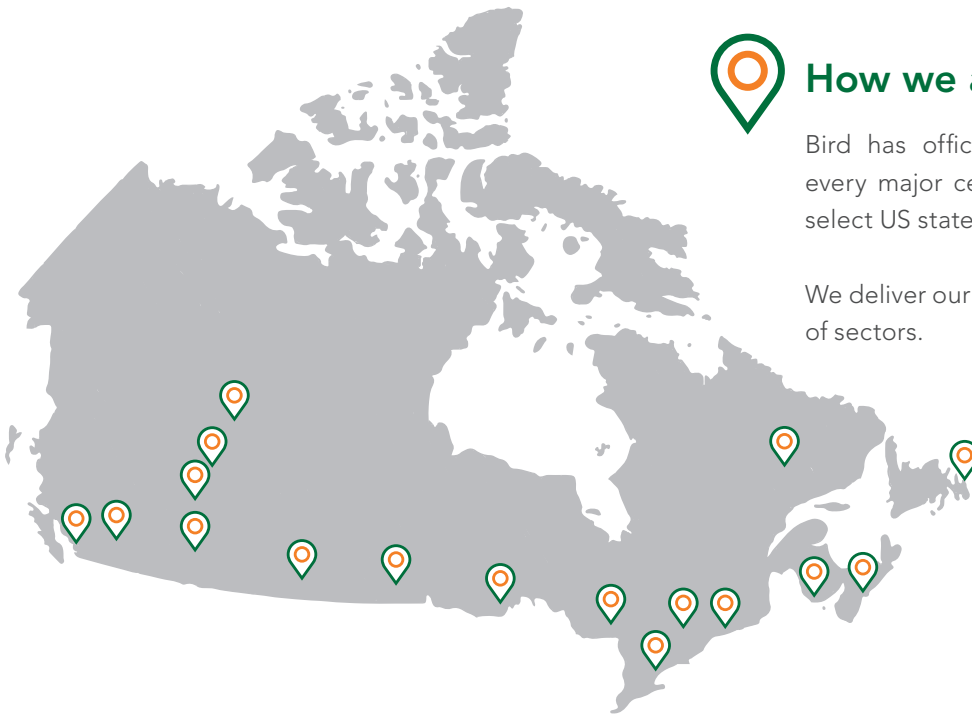 How we
Bird has offic
every major ce
select US state
We deliver our
of sectors.